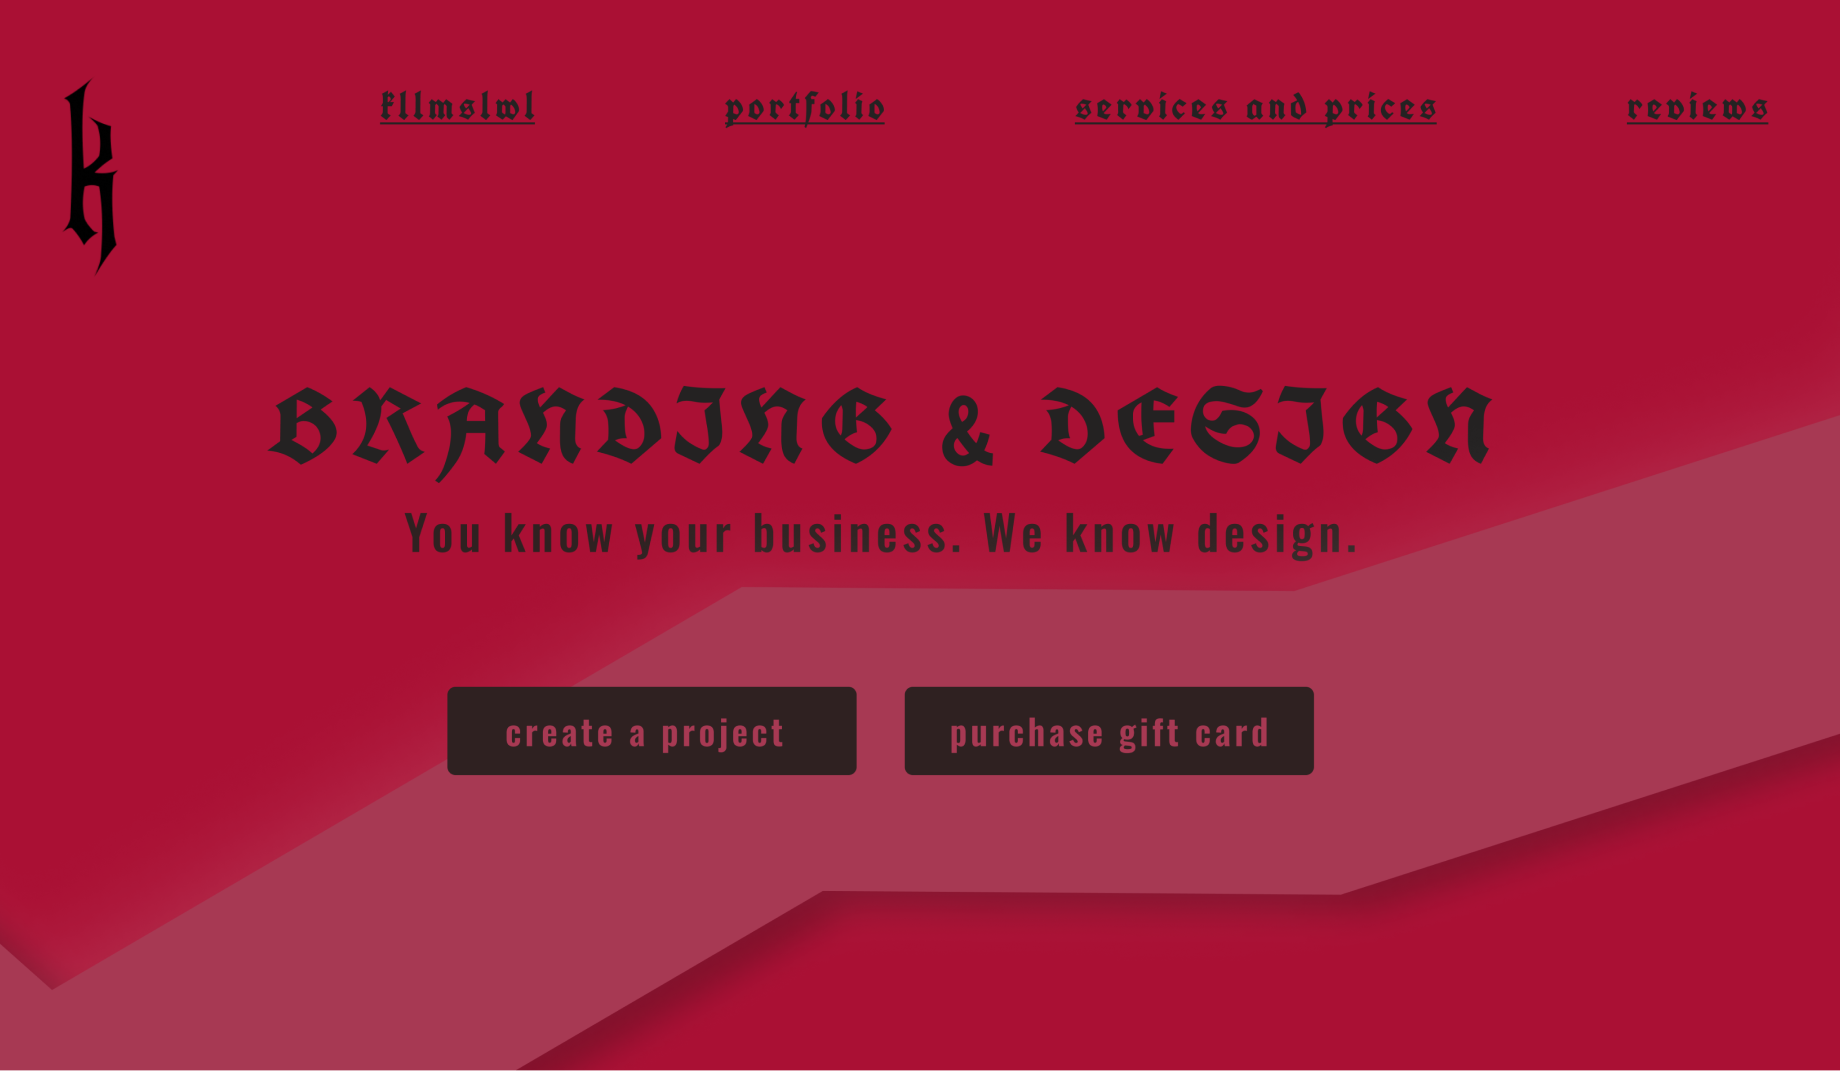 k
kllmslwl portfolio services and prices reviews
BRANDING & DESIGN
You know your business. We know design.
create a project purchase gift card